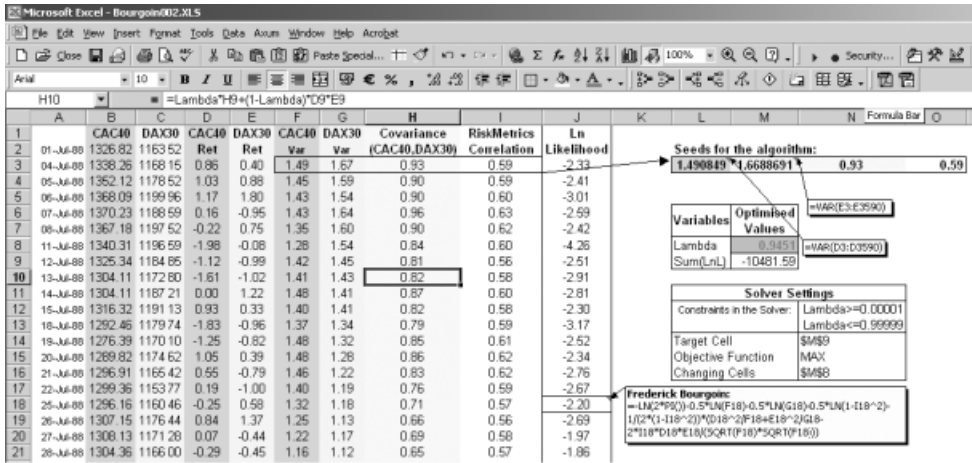 Microsoft Excel - Bourgoin002.XLS
File Edit View Insert Format Tools Data Axum Window Help Acrobat
Close Paste Special... 100% Security...
Arial 10 B I U € % ,
H10 =Lambda*H9+(1-Lambda)*D9*E9 Formula Bar
A B C D E F G H I J K L M N O
1 CAC40 DAX30 CAC40 DAX30 CAC40 DAX30 Covariance RiskMetrics Ln
2 01-Jul-88 1326.82 1163 52 Ret Ret Var Var (CAC40,DAX30) Correlation Likelihood Seeds for the algorithm:
3 04-Jul-88 1338.26 1168 15 0.86 0.40 1.49 1.67 0.93 0.59 -2.33 1.490849 1.6688691 0.93 0.59
4 05-Jul-88 1352.12 1178 52 1.03 0.88 1.45 1.59 0.90 0.59 -2.41
5 06-Jul-88 1368.09 1199 96 1.17 1.80 1.43 1.54 0.90 0.60 -3.01
6 07-Jul-88 1370.23 1188 59 0.16 -0.95 1.43 1.64 0.96 0.63 -2.59
7 08-Jul-88 1367.18 1197 52 -0.22 0.75 1.35 1.60 0.90 0.62 -2.42
8 11-Jul-88 1340.31 1196 59 -1.98 -0.08 1.28 1.54 0.84 0.60 -4.26
9 12-Jul-88 1325.34 1184 85 -1.12 -0.99 1.42 1.45 0.81 0.56 -2.51
10 13-Jul-88 1304.11 1172 80 -1.61 -1.02 1.41 1.43 0.82 0.58 -2.91
11 14-Jul-88 1304.11 1187 21 0.00 1.22 1.48 1.41 0.87 0.60 -2.81
12 15-Jul-88 1316.32 1191 13 0.93 0.33 1.40 1.41 0.82 0.58 -2.30
13 18-Jul-88 1292.46 1179 74 -1.83 -0.96 1.37 1.34 0.79 0.59 -3.17
14 19-Jul-88 1276.39 1170 10 -1.25 -0.82 1.48 1.32 0.85 0.61 -2.52
15 20-Jul-88 1289.82 1174 62 1.05 0.39 1.48 1.28 0.86 0.62 -2.34
16 21-Jul-88 1296.91 1165 42 0.55 -0.79 1.46 1.22 0.83 0.62 -2.76
17 22-Jul-88 1299.36 1153 77 0.19 -1.00 1.40 1.19 0.76 0.59 -2.67
18 25-Jul-88 1296.16 1160 46 -0.25 0.58 1.32 1.18 0.71 0.57 -2.20
19 26-Jul-88 1307.15 1176 44 0.84 1.37 1.25 1.13 0.66 0.56 -2.69
20 27-Jul-88 1308.13 1171 28 0.07 -0.44 1.22 1.17 0.69 0.58 -1.97
21 28-Jul-88 1304.36 1166 00 -0.29 -0.45 1.16 1.12 0.65 0.57 -1.86
=VAR(E3:E3590)
Variables Optimised Values
=VAR(D3:D3590)
Lambda 0.9451
Sum(LnL) -10481.59
Solver Settings
Constraints in the Solver: Lambda>=0.00001
Lambda<=0.99999
Target Cell $M$9
Objective Function MAX
Changing Cells $M$8
Frederick Bourgoin:
=-LN(2*PI())-0.5*LN(F18)-0.5*LN(G18)-0.5*LN(1-I18^2)-
1/(2*(1-I18^2))*(D18^2/F18+E18^2/G18-
2*I18*D18*E18/(SQRT(F18)*SQRT(F18)))